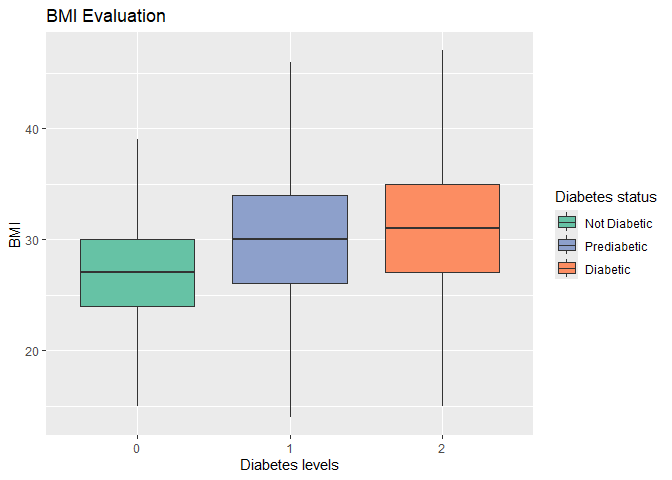 BMI Evaluation
BMI
40
30
20
0
1
2
Diabetes levels
Diabetes status
Not Diabetic
Prediabetic
Diabetic